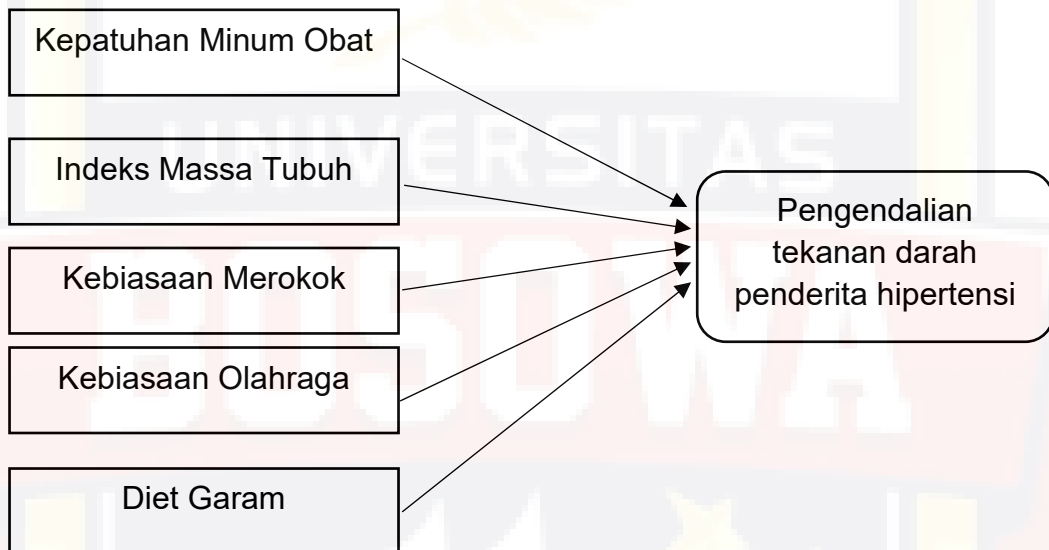 Kepatuhan Minum Obat
Indeks Massa Tubuh
Kebiasaan Merokok
Kebiasaan Olahraga
Diet Garam
Pengendalian
tekanan darah
penderita hipertensi
UNIVERSITAS
BOSOWA